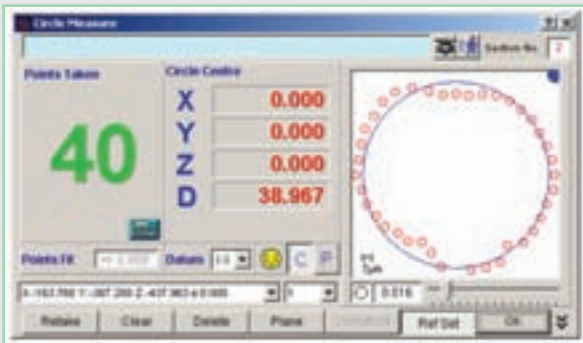 Circle Measure
Section No. 2
Points Taken
Circle Centre
40
X 0.000
Y 0.000
Z 0.000
D 38.967
Points Fit
Datum
C P
0.016
Retake Clear Delete Plane Ref Set Ok